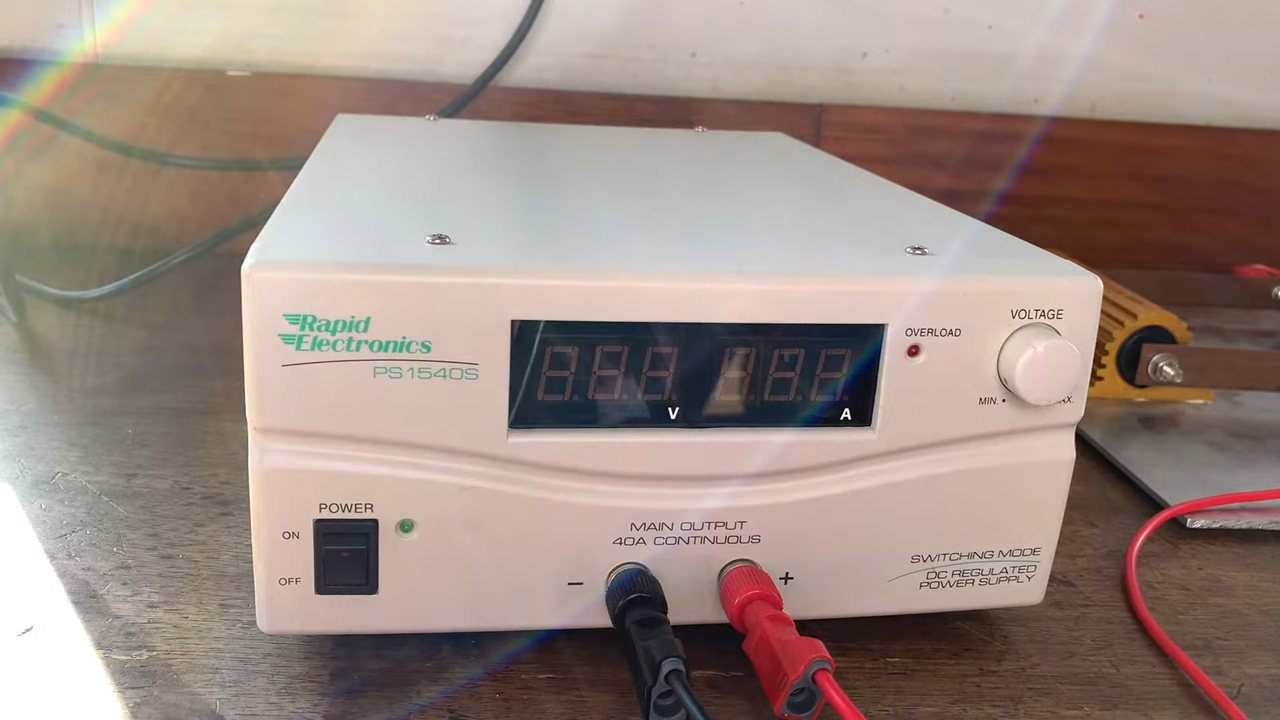 Rapid
Electronics
PS1540S
V
A
OVERLOAD
VOLTAGE
MIN.
POWER
ON
OFF
MAIN OUTPUT
40A CONTINUOUS
−
+
SWITCHING MODE
DC REGULATED
POWER SUPPLY